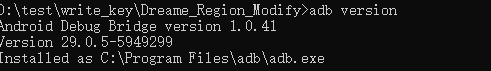 D:\test\write_key\Dreame_Region_Modify>adb version
Android Debug Bridge version 1.0.41
Version 29.0.5-5949299
Installed as C:\Program Files\adb\adb.exe